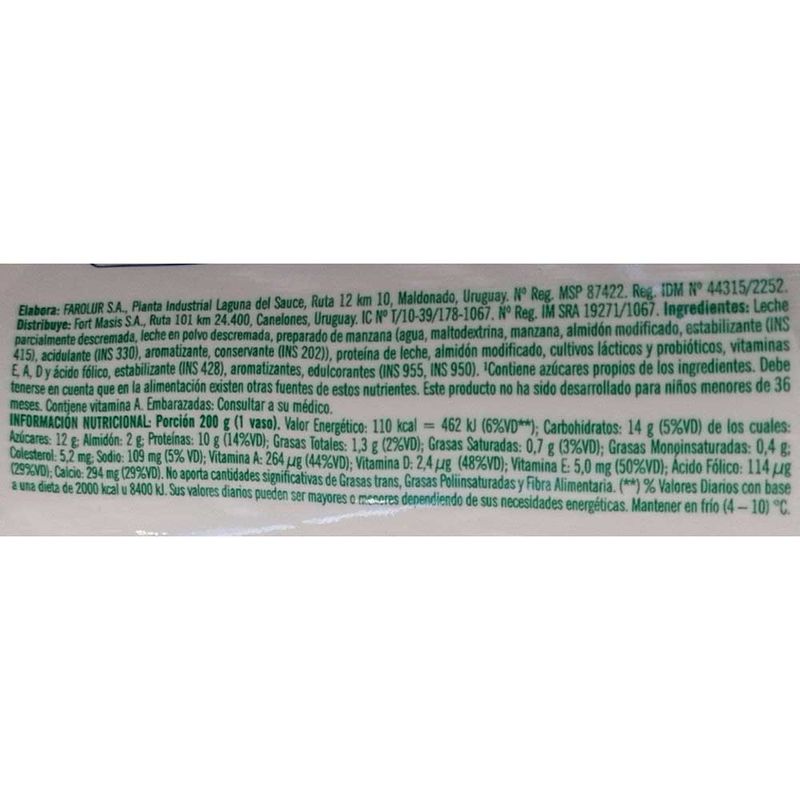 Elabora: FAROLUR S.A., Planta Industrial Laguna del Sauce, Ruta 12 km 10, Maldonado, Uruguay. Nº Reg. MSP 87422. Reg. IDM Nº 44315/2252.
Distribuye: Fort Masis S.A., Ruta 101 km 24.400, Canelones, Uruguay. IC Nº T/10-39/178-1067. Nº Reg. IM SRA 19271/1067. Ingredientes: Leche
parcialmente descremada, leche en polvo descremada, preparado de manzana (agua, maltodextrina, manzana, almidón modificado, estabilizante (INS
415), acidulante (INS 330), aromatizante, conservante (INS 202)), proteína de leche, almidón modificado, cultivos lácticos y probióticos, vitaminas
E, A, D y ácido fólico, estabilizante (INS 428), aromatizantes, edulcorantes (INS 955, INS 950). ¹Contiene azúcares propios de los ingredientes. Debe
tenerse en cuenta que en la alimentación existen otras fuentes de estos nutrientes. Este producto no ha sido desarrollado para niños menores de 36
meses. Contiene vitamina A. Embarazadas: Consultar a su médico.
INFORMACIÓN NUTRICIONAL: Porción 200 g (1 vaso). Valor Energético: 110 kcal = 462 kJ (6%VD**); Carbohidratos: 14 g (5%VD) de los cuales:
Azúcares: 12 g; Almidón: 2 g; Proteínas: 10 g (14%VD); Grasas Totales: 1,3 g (2%VD); Grasas Saturadas: 0,7 g (3%VD); Grasas Monoinsaturadas: 0,4 g;
Colesterol: 5,2 mg; Sodio: 109 mg (5% VD); Vitamina A: 264 µg (44%VD); Vitamina D: 2,4 µg (48%VD); Vitamina E: 5,0 mg (50%VD); Ácido Fólico: 114 µg
(29%VD); Calcio: 294 mg (29%VD). No aporta cantidades significativas de Grasas trans, Grasas Poliinsaturadas y Fibra Alimentaria. (**) % Valores Diarios con base
a una dieta de 2000 kcal u 8400 kJ. Sus valores diarios pueden ser mayores o menores dependiendo de sus necesidades energéticas. Mantener en frío (4 – 10) °C.